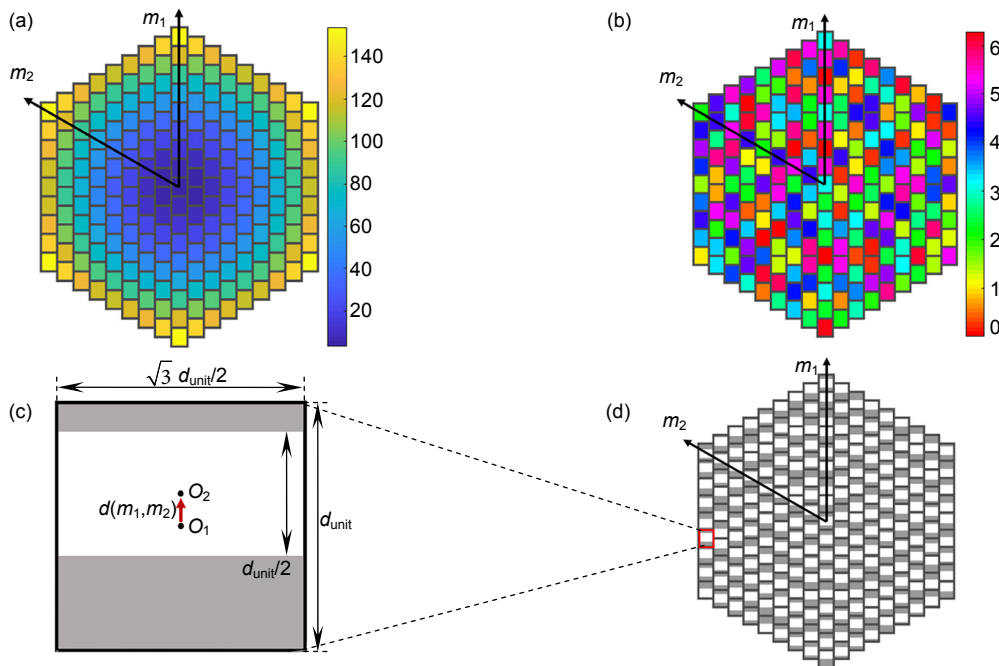 (a)
m1
m2
140
120
100
80
60
40
20
(b)
m1
m2
6
5
4
3
2
1
0
(c)
√3 dunit/2
O2
d(m1,m2)
O1
dunit
dunit/2
(d)
m1
m2